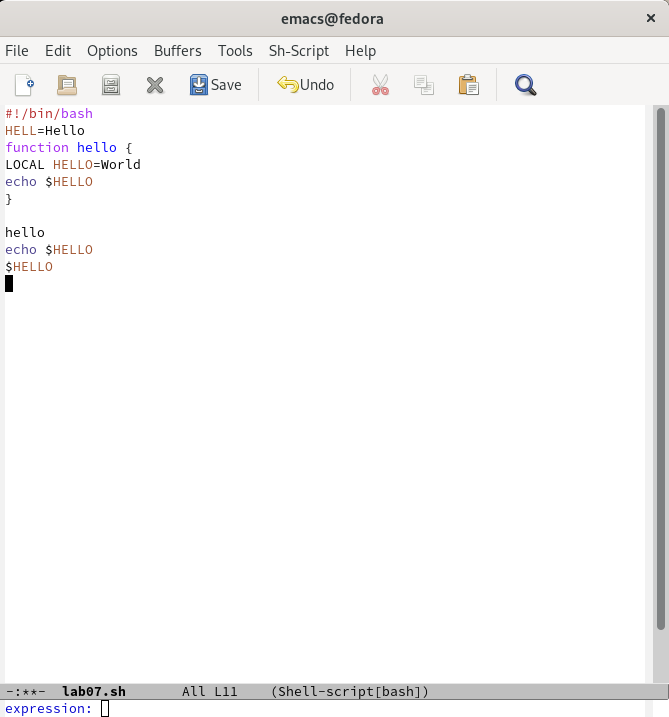 emacs@fedora
File Edit Options Buffers Tools Sh-Script Help
Save Undo
#!/bin/bash
HELL=Hello
function hello {
LOCAL HELLO=World
echo $HELLO
}
hello
echo $HELLO
$HELLO
-:**- lab07.sh All L11 (Shell-script[bash])
expression: